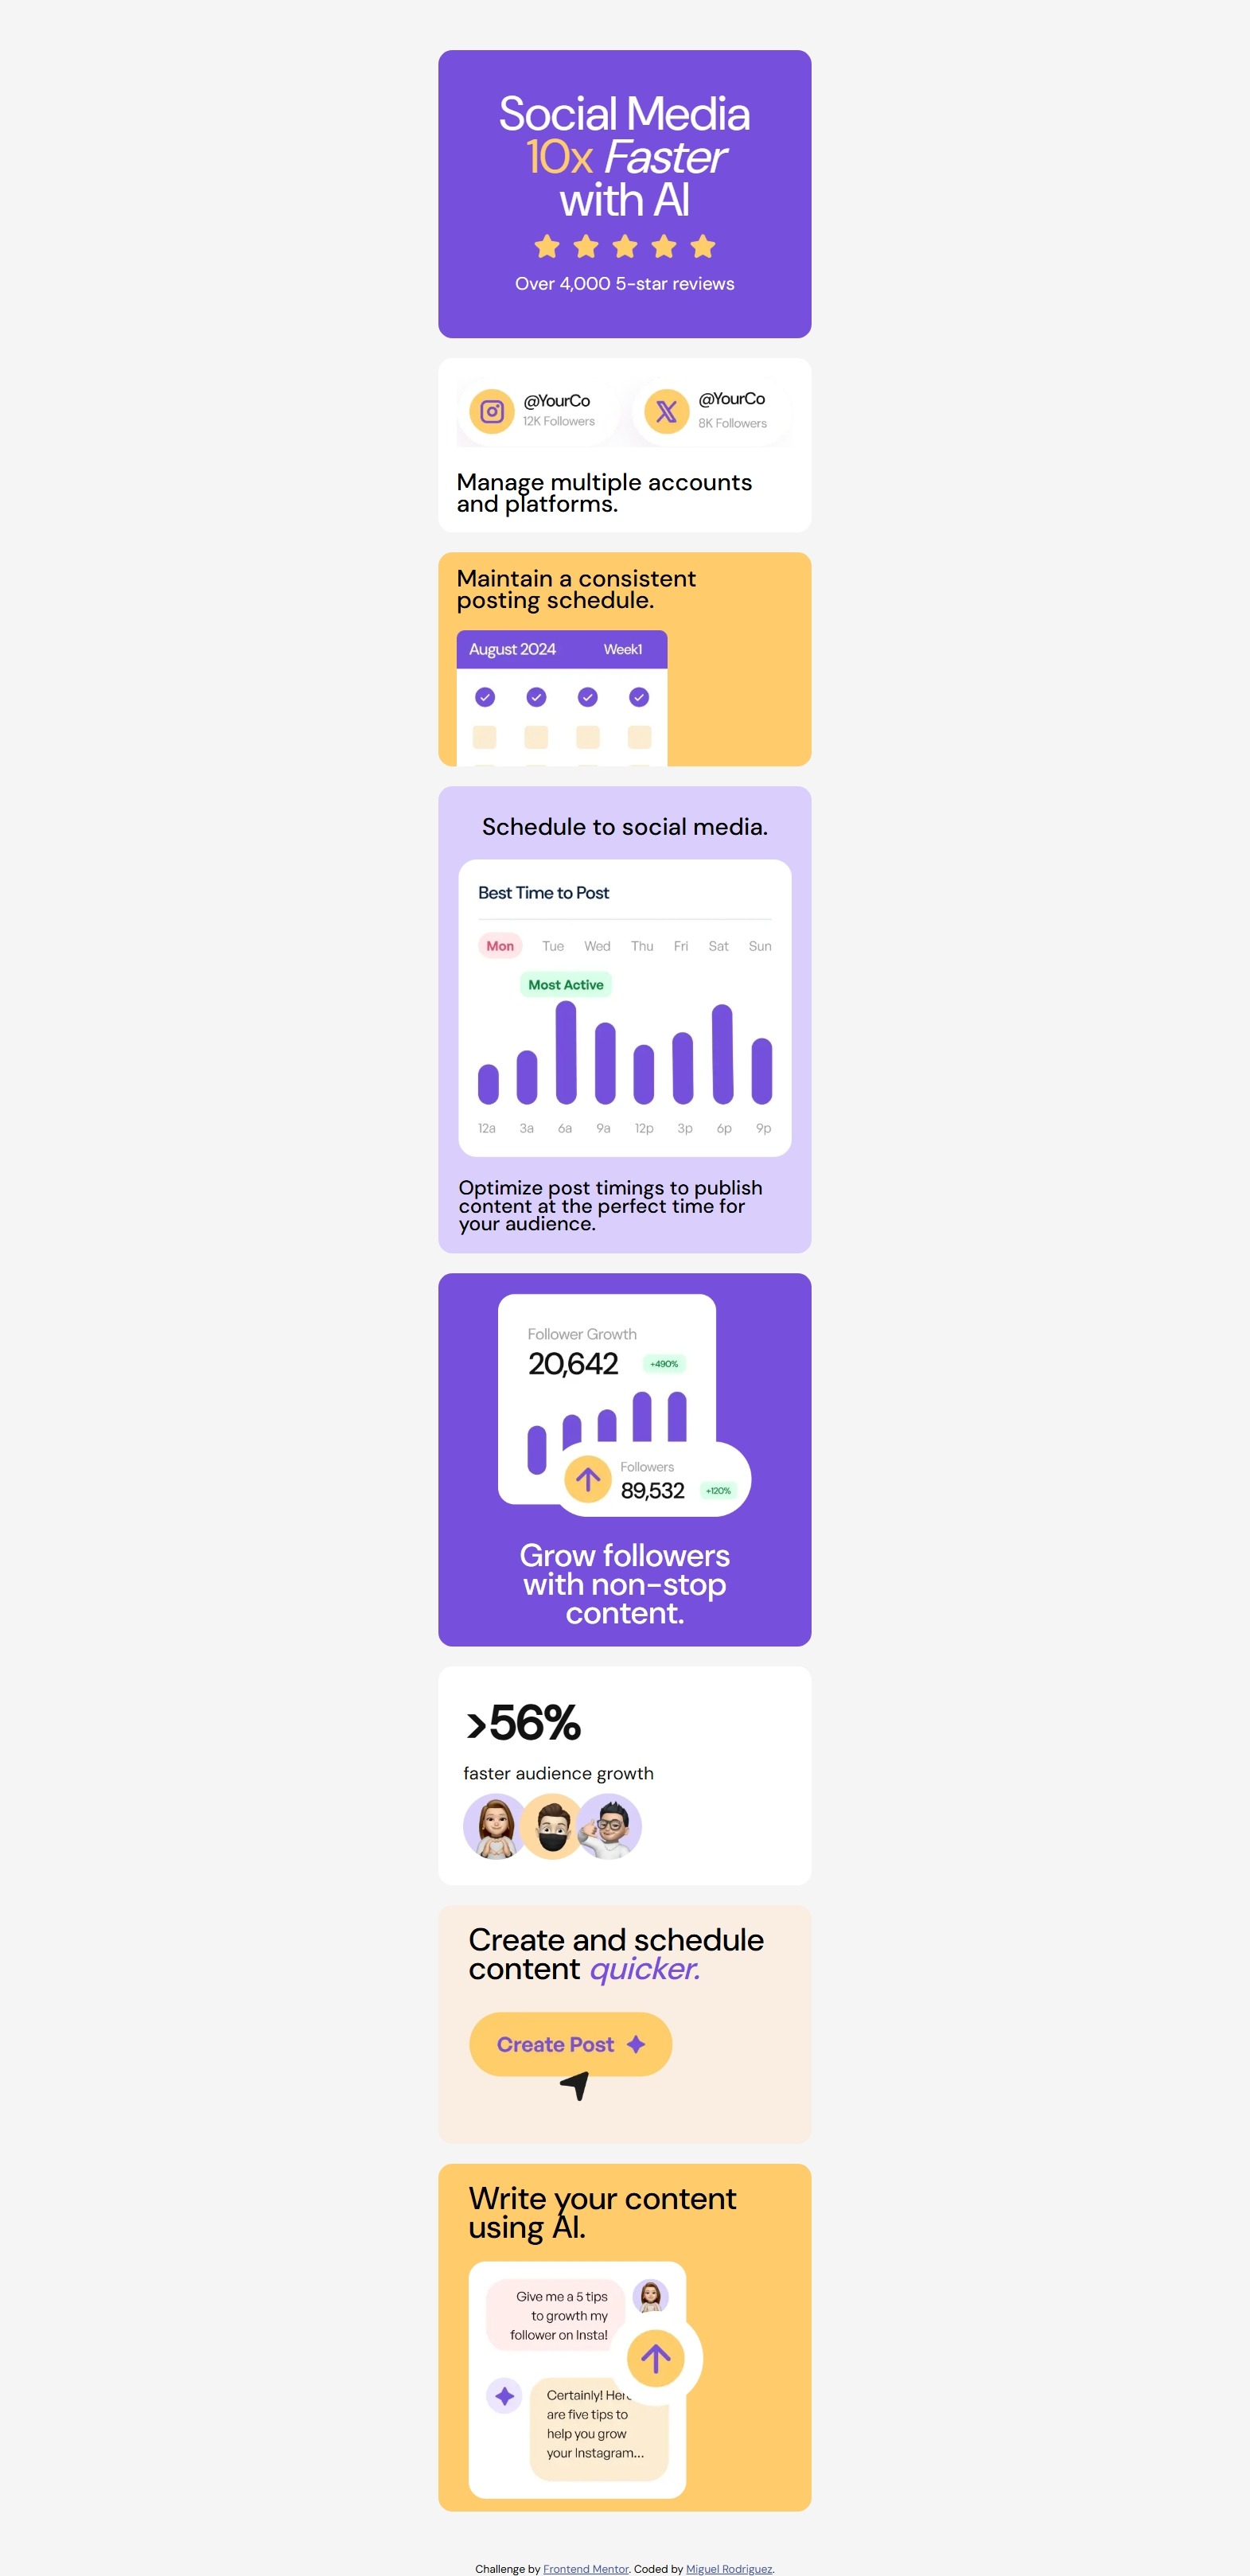 Social Media
10x Faster
with AI
Over 4,000 5-star reviews
@YourCo
12K Followers
@YourCo
8K Followers
Manage multiple accounts
and platforms.
Maintain a consistent
posting schedule.
August 2024 Week1
Schedule to social media.
Best Time to Post
Mon Tue Wed Thu Fri Sat Sun
Most Active
12a 3a 6a 9a 12p 3p 6p 9p
Optimize post timings to publish
content at the perfect time for
your audience.
Follower Growth
20,642 +490%
Followers
89,532 +120%
Grow followers
with non-stop
content.
>56%
faster audience growth
Create and schedule
content quicker.
Create Post
Write your content
using AI.
Give me a 5 tips
to growth my
follower on Insta!
Certainly! Here
are five tips to
help you grow
your Instagram...
Challenge by Frontend Mentor. Coded by Miguel Rodriguez.